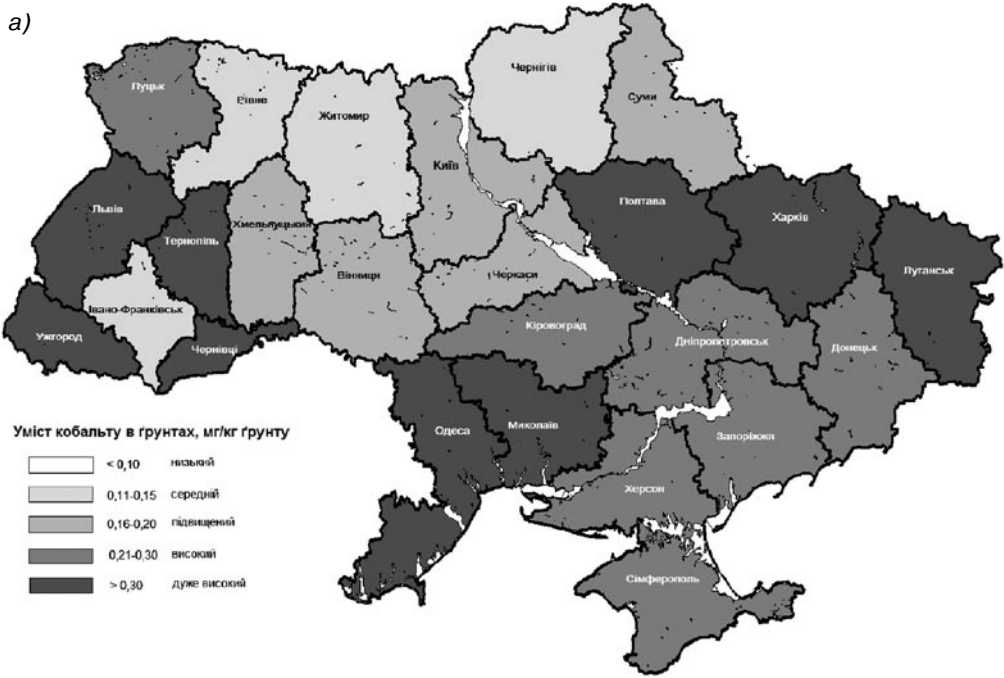 а)
Чернігів
Луцьк
Рівне
Суми
Житомир
Київ
Полтава
Львів
Харків
Хмельлуцький
Тернопіль
Луганськ
Вінниця
Черкаси
Івано-Франківськ
Кіровоград
Ужгород
Дніпропетровськ
Донецьк
Чернівці
Миколаїв
Одеса
Запоріжжя
Уміст кобальту в ґрунтах, мг/кг ґрунту
< 0,10 низький
Херсон
0,11-0,15 середній
0,16-0,20 підвищений
0,21-0,30 високий
Сімферополь
> 0,30 дуже високий